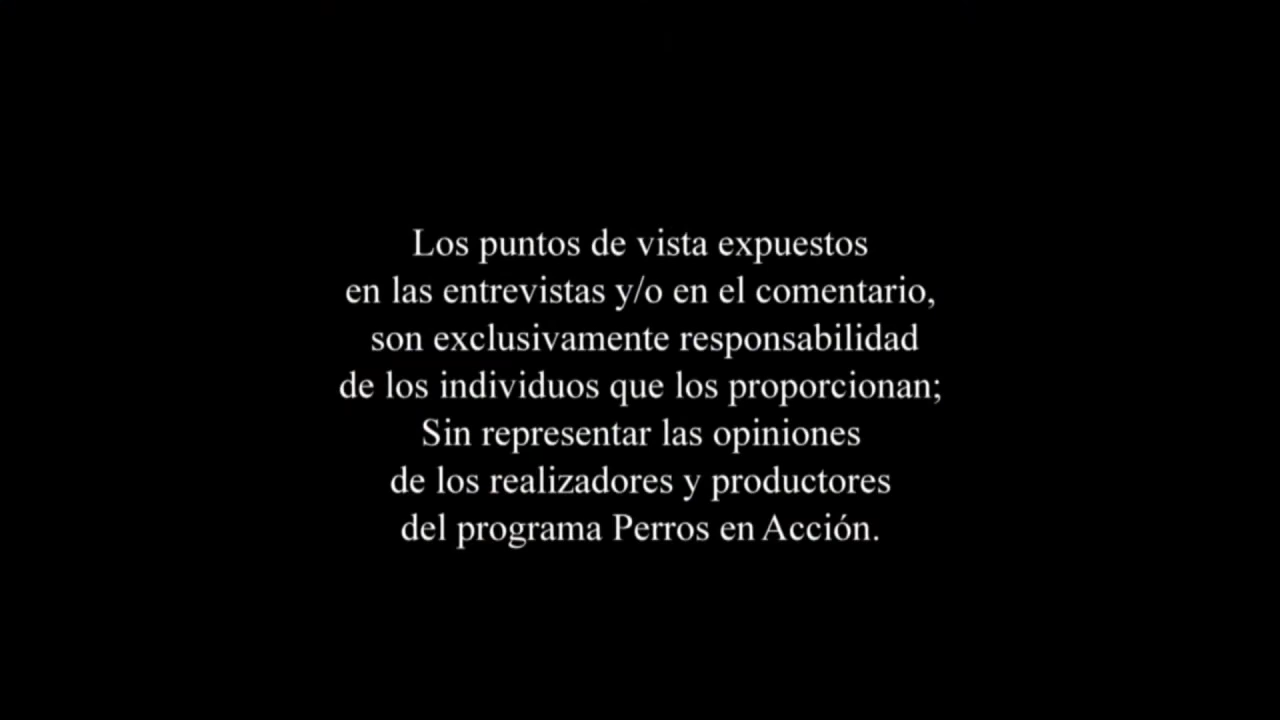 Los puntos de vista expuestos
en las entrevistas y/o en el comentario,
son exclusivamente responsabilidad
de los individuos que los proporcionan;
Sin representar las opiniones
de los realizadores y productores
del programa Perros en Acción.